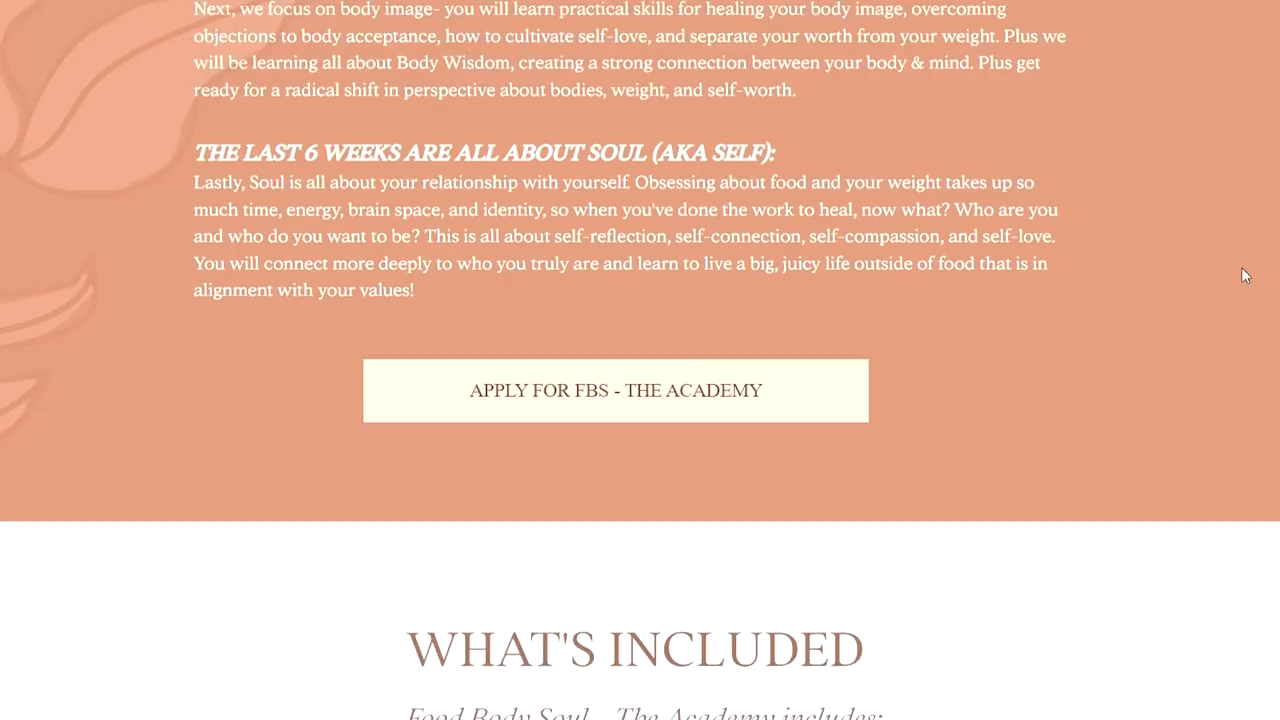 Next, we focus on body image- you will learn practical skills for healing your body image, overcoming
objections to body acceptance, how to cultivate self-love, and separate your worth from your weight. Plus we
will be learning all about Body Wisdom, creating a strong connection between your body & mind. Plus get
ready for a radical shift in perspective about bodies, weight, and self-worth.
THE LAST 6 WEEKS ARE ALL ABOUT SOUL (AKA SELF):
Lastly, Soul is all about your relationship with yourself. Obsessing about food and your weight takes up so
much time, energy, brain space, and identity, so when you've done the work to heal, now what? Who are you
and who do you want to be? This is all about self-reflection, self-connection, self-compassion, and self-love.
You will connect more deeply to who you truly are and learn to live a big, juicy life outside of food that is in
alignment with your values!
APPLY FOR FBS - THE ACADEMY
WHAT'S INCLUDED
Food Body Soul - The Academy includes: